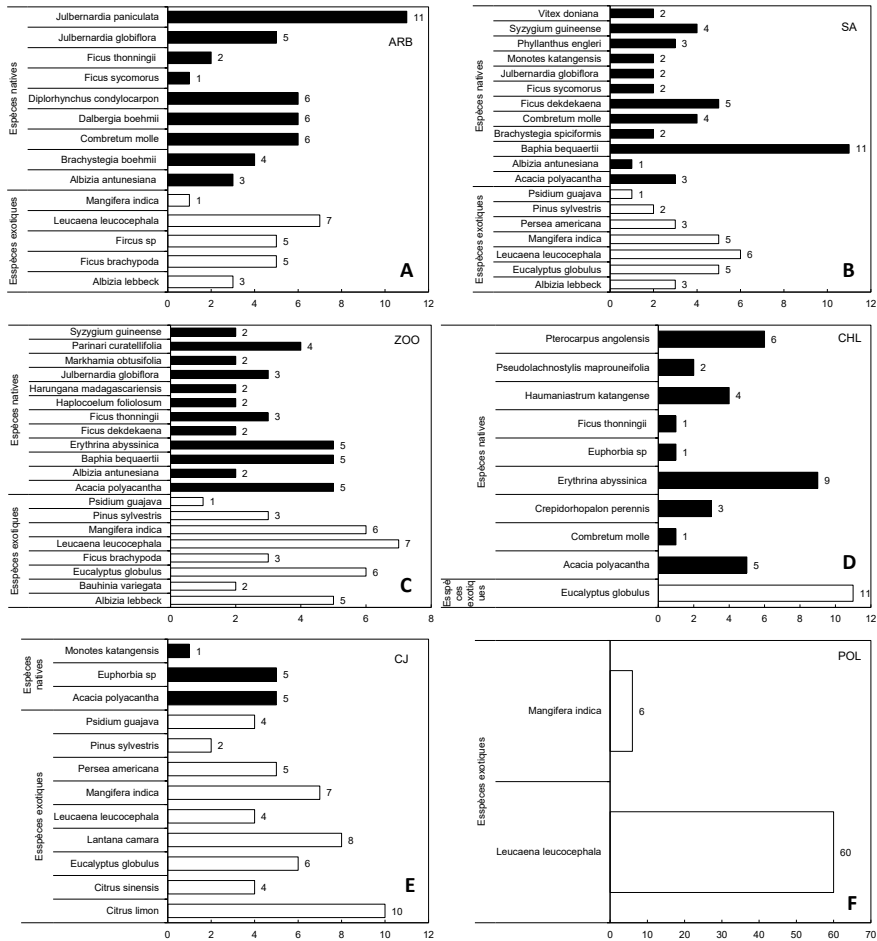 ARB
Espèces natives
Julbernardia paniculata 11
Julbernardia globiflora 5
Ficus thonningii 2
Ficus sycomorus 1
Diplorhynchus condylocarpon 6
Dalbergia boehmii 6
Combretum molle 6
Brachystegia boehmii 4
Albizia antunesiana 3
Esspèces exotiques
Mangifera indica 1
Leucaena leucocephala 7
Fircus sp 5
Ficus brachypoda 5
Albizia lebbeck 3
A
0 2 4 6 8 10 12
SA
Espèces natives
Vitex doniana 2
Syzygium guineense 4
Phyllanthus engleri 3
Monotes katangensis 2
Julbernardia globiflora 2
Ficus sycomorus 2
Ficus dekdekaena 5
Combretum molle 4
Brachystegia spiciformis 2
Baphia bequaertii 11
Albizia antunesiana 1
Acacia polyacantha 3
Esspèces exotiques
Psidium guajava 1
Pinus sylvestris 2
Persea americana 3
Mangifera indica 5
Leucaena leucocephala 6
Eucalyptus globulus 5
Albizia lebbeck 3
B
0 2 4 6 8 10 12
ZOO
Espèces natives
Syzygium guineense 2
Parinari curatellifolia 4
Markhamia obtusifolia 2
Julbernardia globiflora 3
Harungana madagascariensis 2
Haplocoelum foliolosum 2
Ficus thonningii 3
Ficus dekdekaena 2
Erythrina abyssinica 5
Baphia bequaertii 5
Albizia antunesiana 2
Acacia polyacantha 5
Esspèces exotiques
Psidium guajava 1
Pinus sylvestris 3
Mangifera indica 6
Leucaena leucocephala 7
Ficus brachypoda 3
Eucalyptus globulus 6
Bauhinia variegata 2
Albizia lebbeck 5
C
0 2 4 6 8
CHL
Espèces natives
Pterocarpus angolensis 6
Pseudolachnostylis maprouneifolia 2
Haumaniastrum katangense 4
Ficus thonningii 1
Euphorbia sp 1
Erythrina abyssinica 9
Crepidorhopalon perennis 3
Combretum molle 1
Acacia polyacantha 5
Esspè
ces
exotiq
ues
Eucalyptus globulus 11
D
0 2 4 6 8 10 12
CJ
Espèces
natives
Monotes katangensis 1
Euphorbia sp 5
Acacia polyacantha 5
Esspèces exotiques
Psidium guajava 4
Pinus sylvestris 2
Persea americana 5
Mangifera indica 7
Leucaena leucocephala 4
Lantana camara 8
Eucalyptus globulus 6
Citrus sinensis 4
Citrus limon 10
E
0 2 4 6 8 10 12
POL
Esspèces exotiques
Mangifera indica 6
Leucaena leucocephala 60
F
0 10 20 30 40 50 60 70